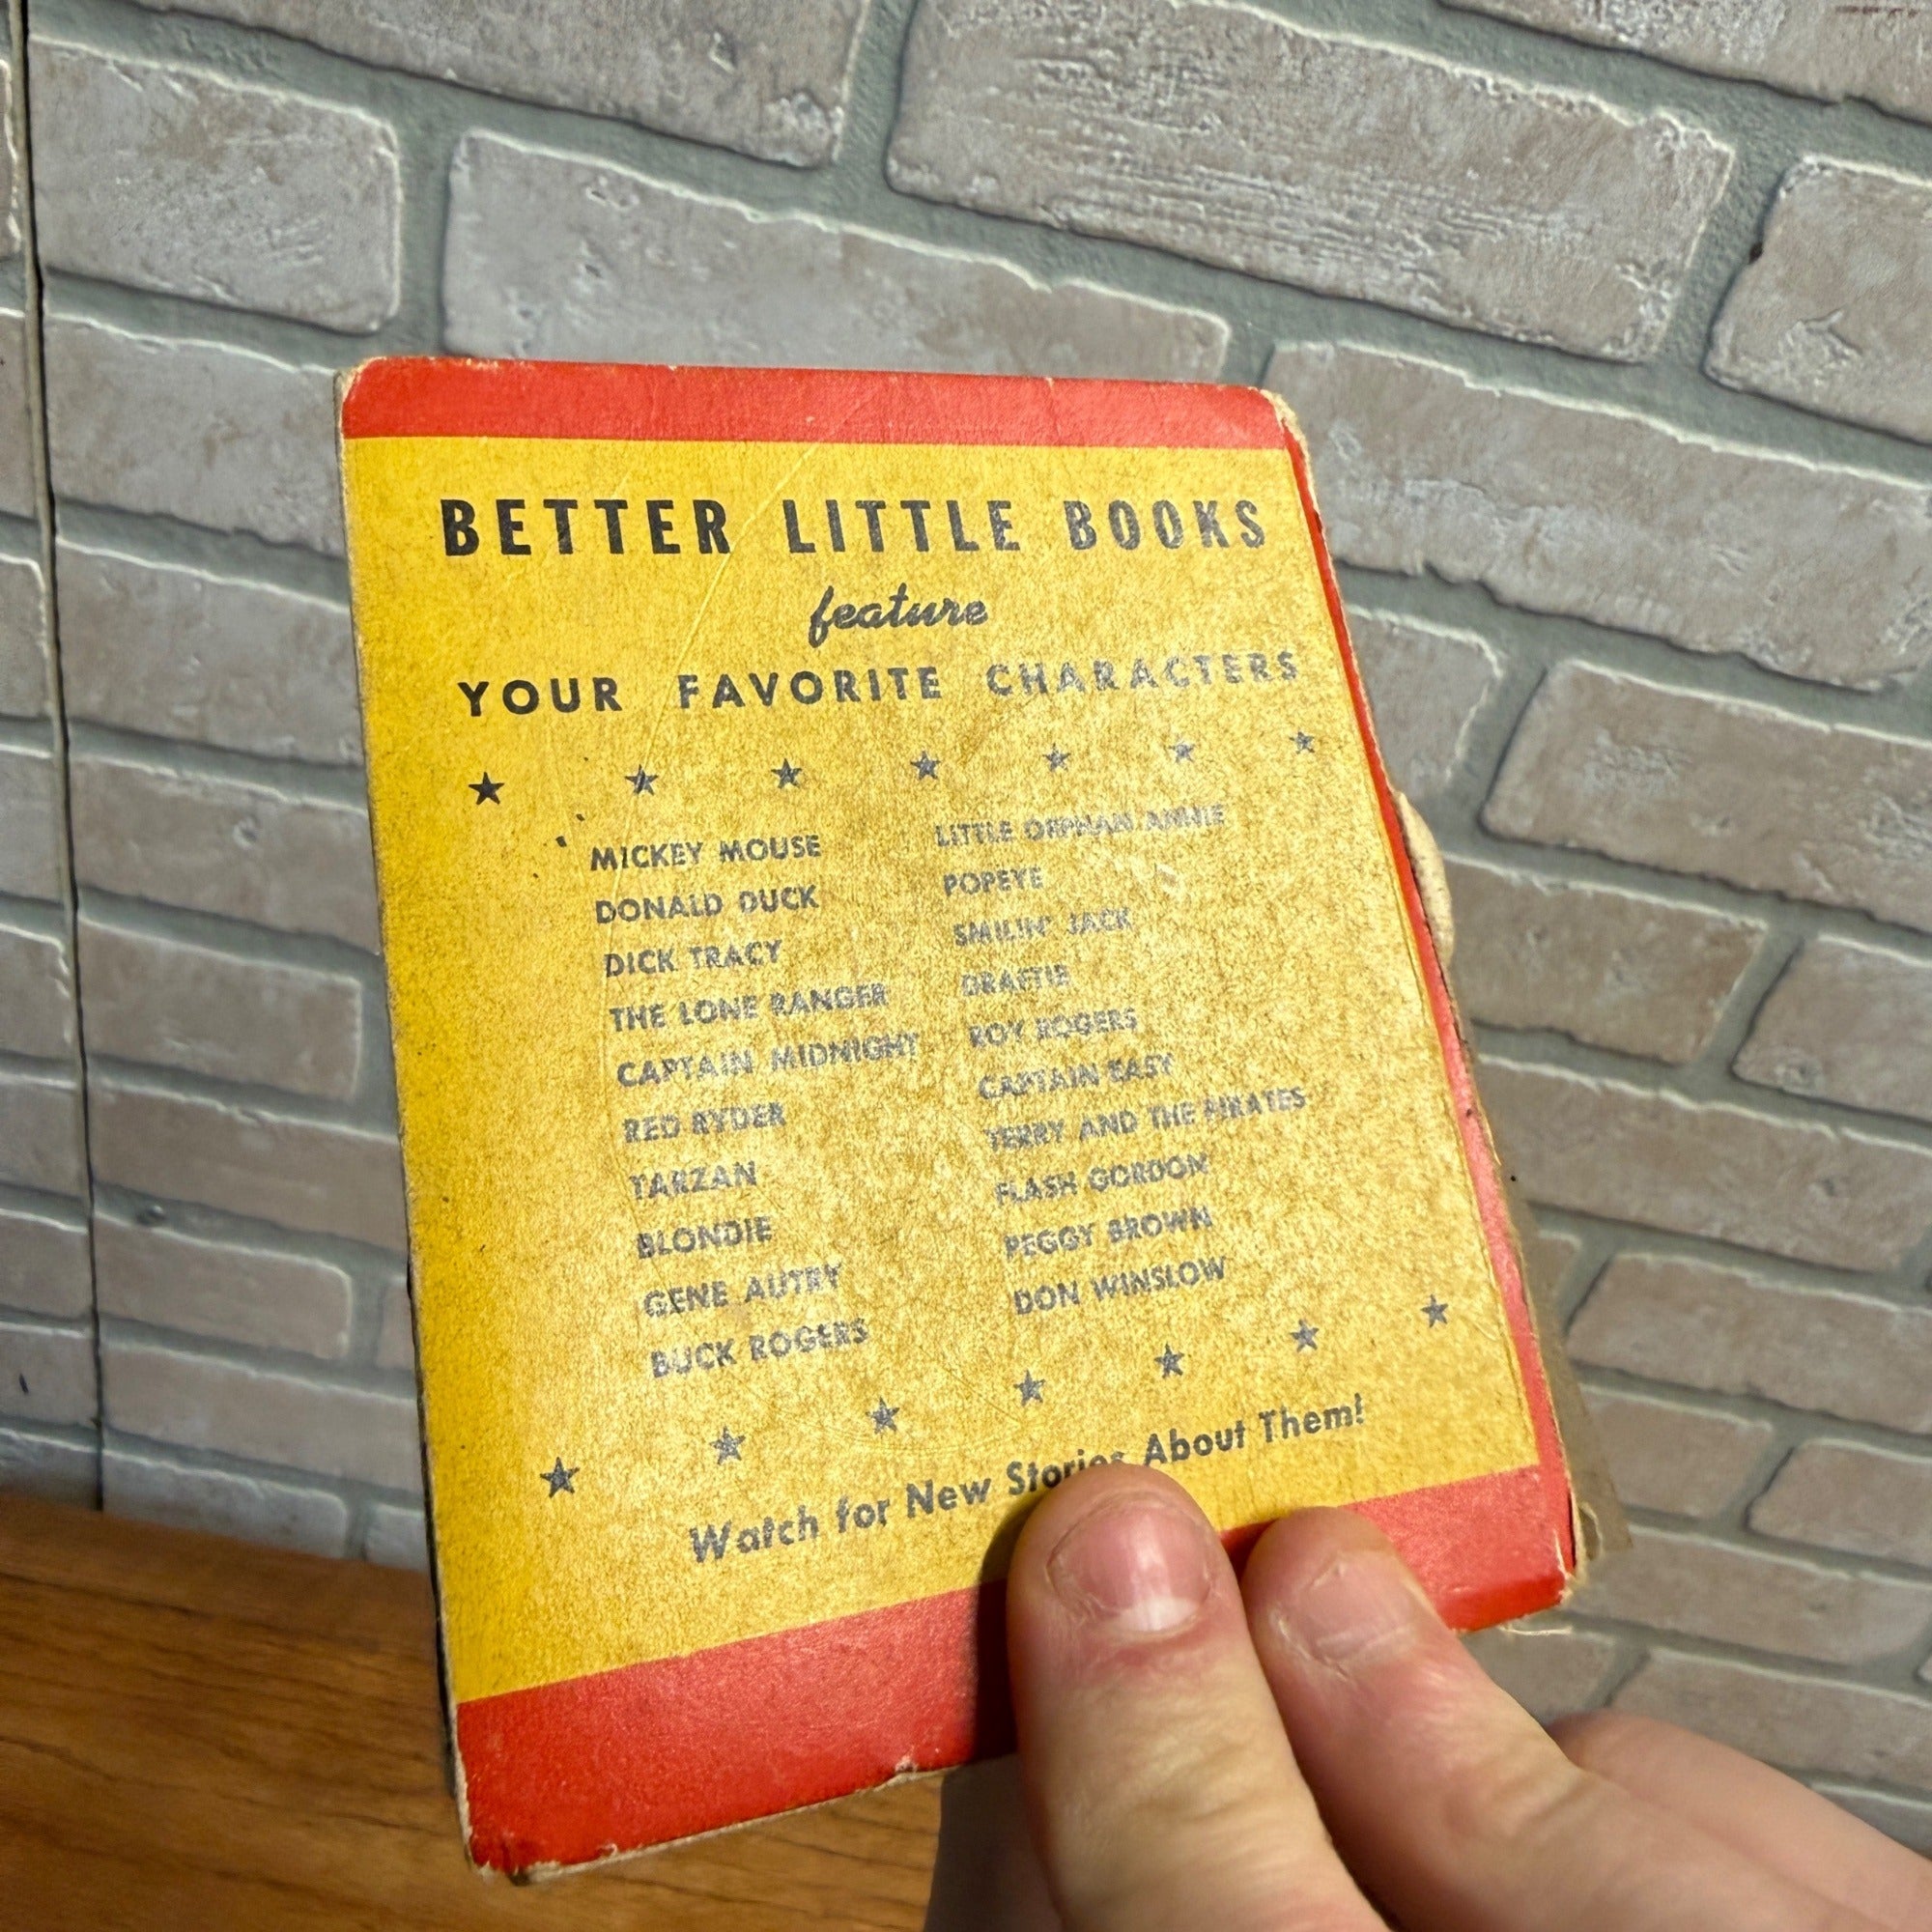 BETTER LITTLE BOOKS
feature
YOUR FAVORITE CHARACTERS
MICKEY MOUSE
DONALD DUCK
DICK TRACY
THE LONE RANGER
CAPTAIN MIDNIGHT
RED RYDER
TARZAN
BLONDIE
GENE AUTRY
BUCK ROGERS
LITTLE ORPHAN ANNIE
POPEYE
SMILIN' JACK
DRAFTIE
ROY ROGERS
CAPTAIN EASY
TERRY AND THE PIRATES
FLASH GORDON
PEGGY BROWN
DON WINSLOW
Watch for New Stories About Them!